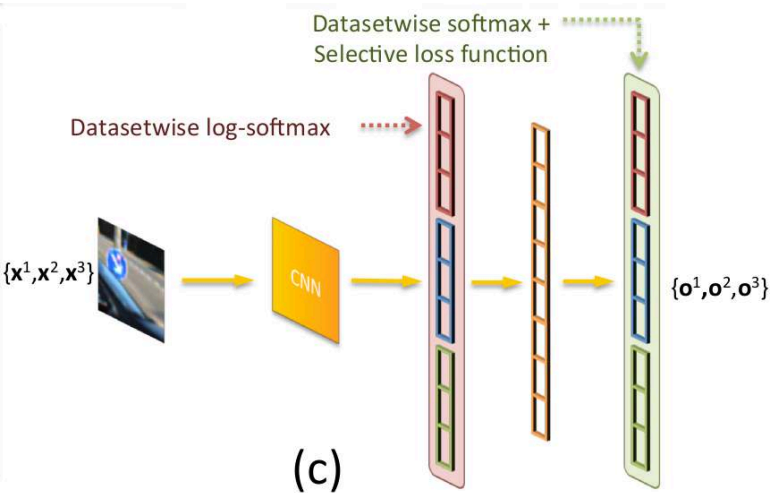 Datasetwise softmax +
Selective loss function
Datasetwise log-softmax
{x¹,x²,x³}
CNN
{o¹,o²,o³}
(c)